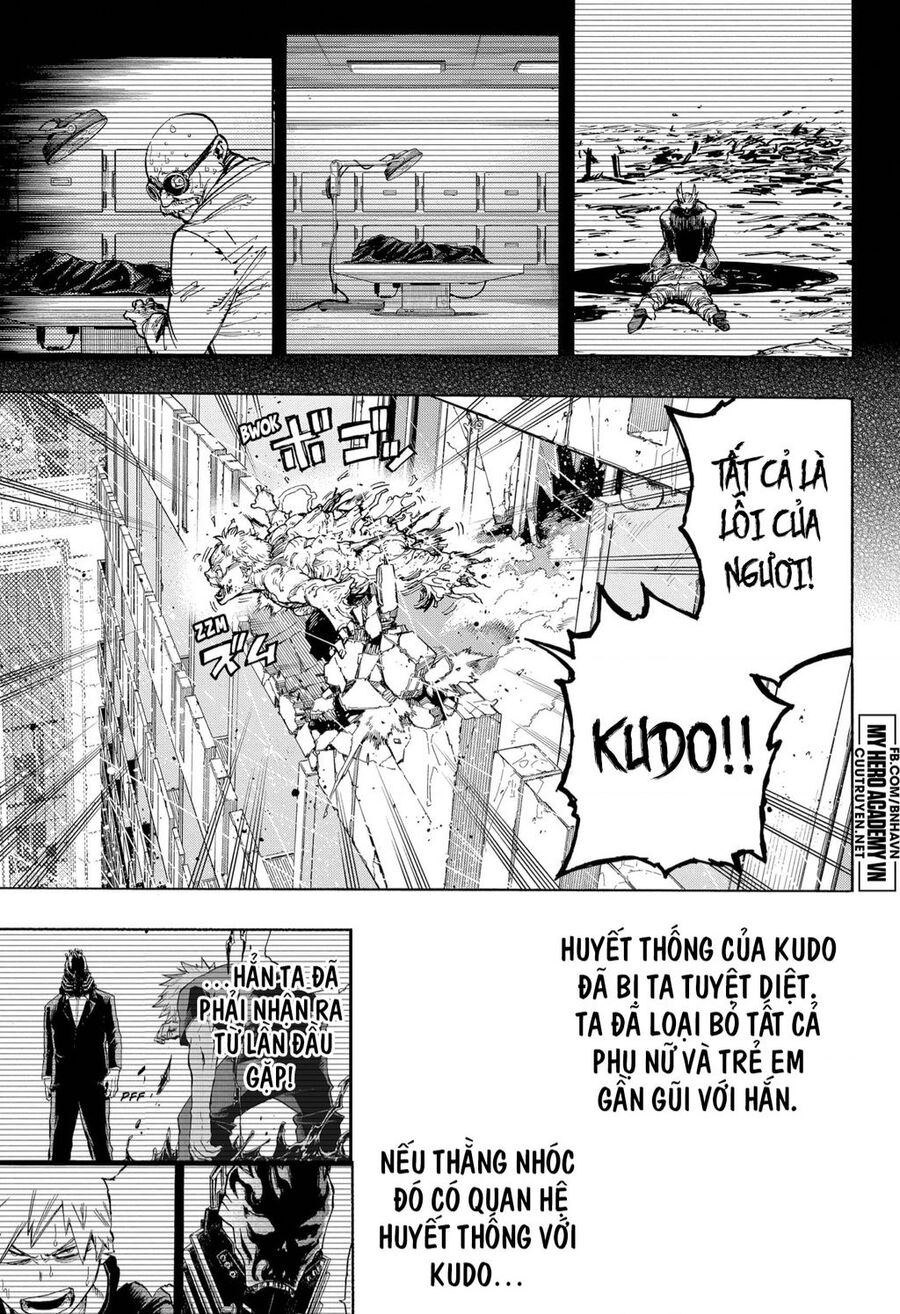 BWOK
ボゴッ
TẤT CẢ LÀ
LỖI CỦA
NGƯƠI!
ZZM
ズム
KUDO!!
FB.COM/BNHAVN
MY HERO ACADEMY VN
CUUTRUYEN.NET
HUYẾT THỐNG CỦA KUDO
ĐÃ BỊ TA TUYỆT DIỆT.
TA ĐÃ LOẠI BỎ TẤT CẢ
PHỤ NỮ VÀ TRẺ EM
GẦN GŨI VỚI HẮN.
NẾU THẰNG NHÓC
ĐÓ CÓ QUAN HỆ
HUYẾT THỐNG VỚI
KUDO...
...HẲN TA ĐÃ
PHẢI NHẬN RA
TỪ LẦN ĐẦU
GẶP!
PFF